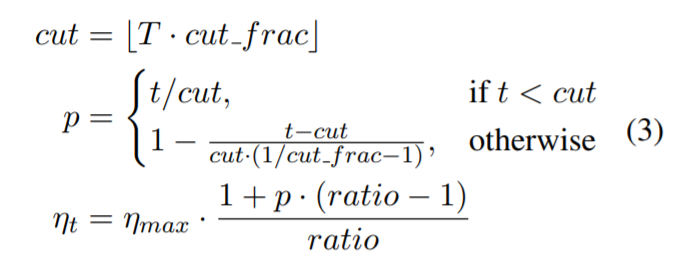 cut = ⌊T · cut_frac⌋
p = { t/cut, if t < cut
1 − (t−cut)/(cut·(1/cut_frac−1)), otherwise (3)
η_t = η_max · (1 + p · (ratio − 1))/ratio